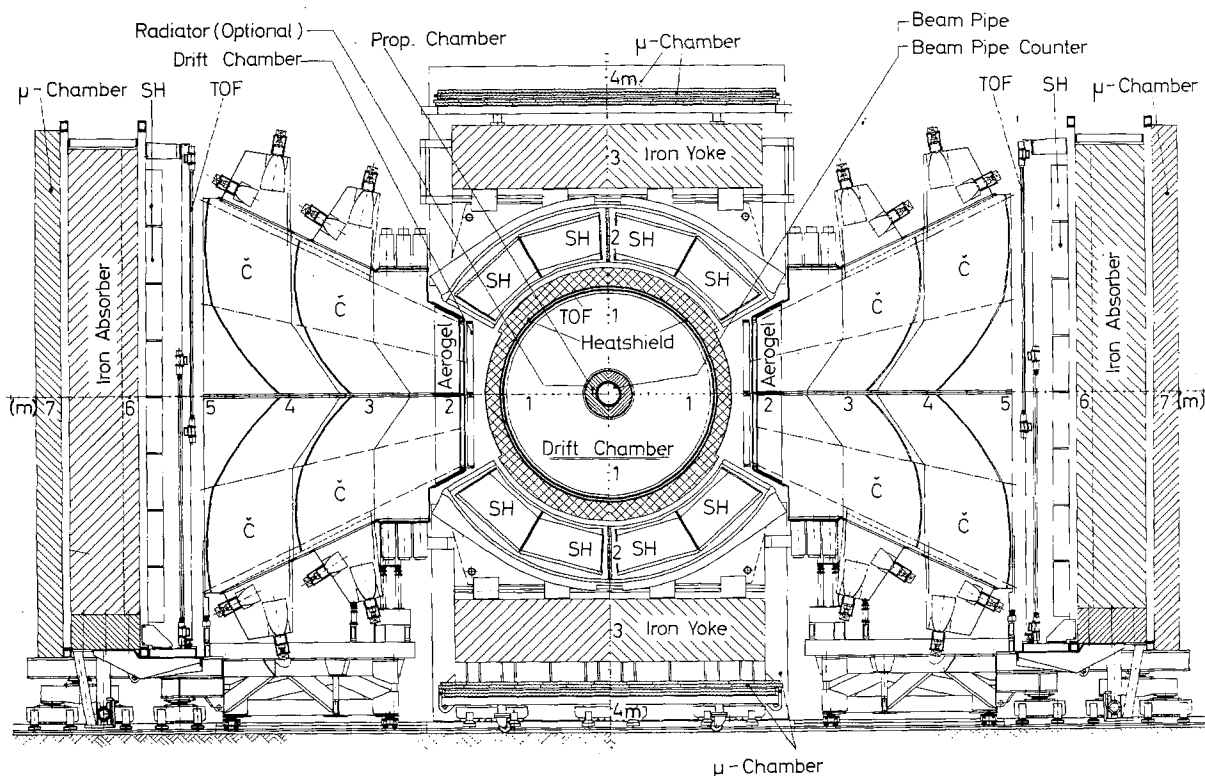 Radiator (Optional)
Prop. Chamber
µ-Chamber
Beam Pipe
Drift Chamber
Beam Pipe Counter
µ-Chamber
SH
TOF
4m
TOF
SH
µ-Chamber
3
Iron Yoke
SH
2
SH
SH
SH
Č
Č
Č
Č
TOF
1
Heatshield
Iron Absorber
Aerogel
Aerogel
Iron Absorber
(m) 7
6
5
4
3
2
1
1
2
3
4
5
6
7 (m)
Drift Chamber
1
Č
Č
SH
SH
Č
Č
SH
2
SH
3
Iron Yoke
4m
µ-Chamber